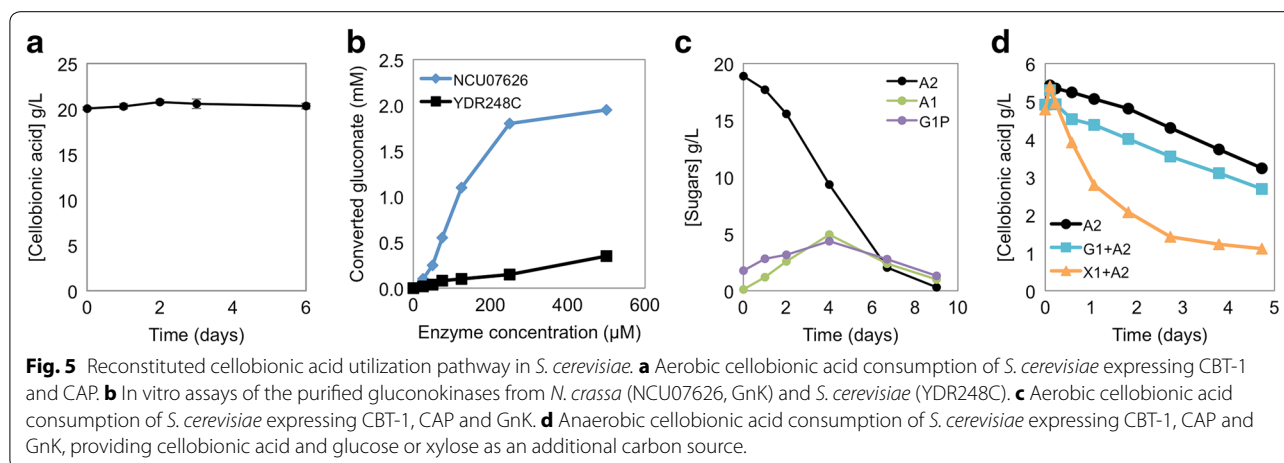 a
[Cellobionic acid] g/L
25
20
15
10
5
0
0 2 4 6
Time (days)
b
Converted gluconate (mM)
2.5
2.0
1.5
1.0
0.5
0.0
NCU07626
YDR248C
0 200 400 600
Enzyme concentration (µM)
c
[Sugars] g/L
20
15
10
5
0
A2
A1
G1P
0 2 4 6 8 10
Time (days)
d
[Cellobionic acid] g/L
6
5
4
3
2
1
0
A2
G1+A2
X1+A2
0 1 2 3 4 5
Time (days)
Fig. 5 Reconstituted cellobionic acid utilization pathway in S. cerevisiae. a Aerobic cellobionic acid consumption of S. cerevisiae expressing CBT-1
and CAP. b In vitro assays of the purified gluconokinases from N. crassa (NCU07626, GnK) and S. cerevisiae (YDR248C). c Aerobic cellobionic acid
consumption of S. cerevisiae expressing CBT-1, CAP and GnK. d Anaerobic cellobionic acid consumption of S. cerevisiae expressing CBT-1, CAP and
GnK, providing cellobionic acid and glucose or xylose as an additional carbon source.